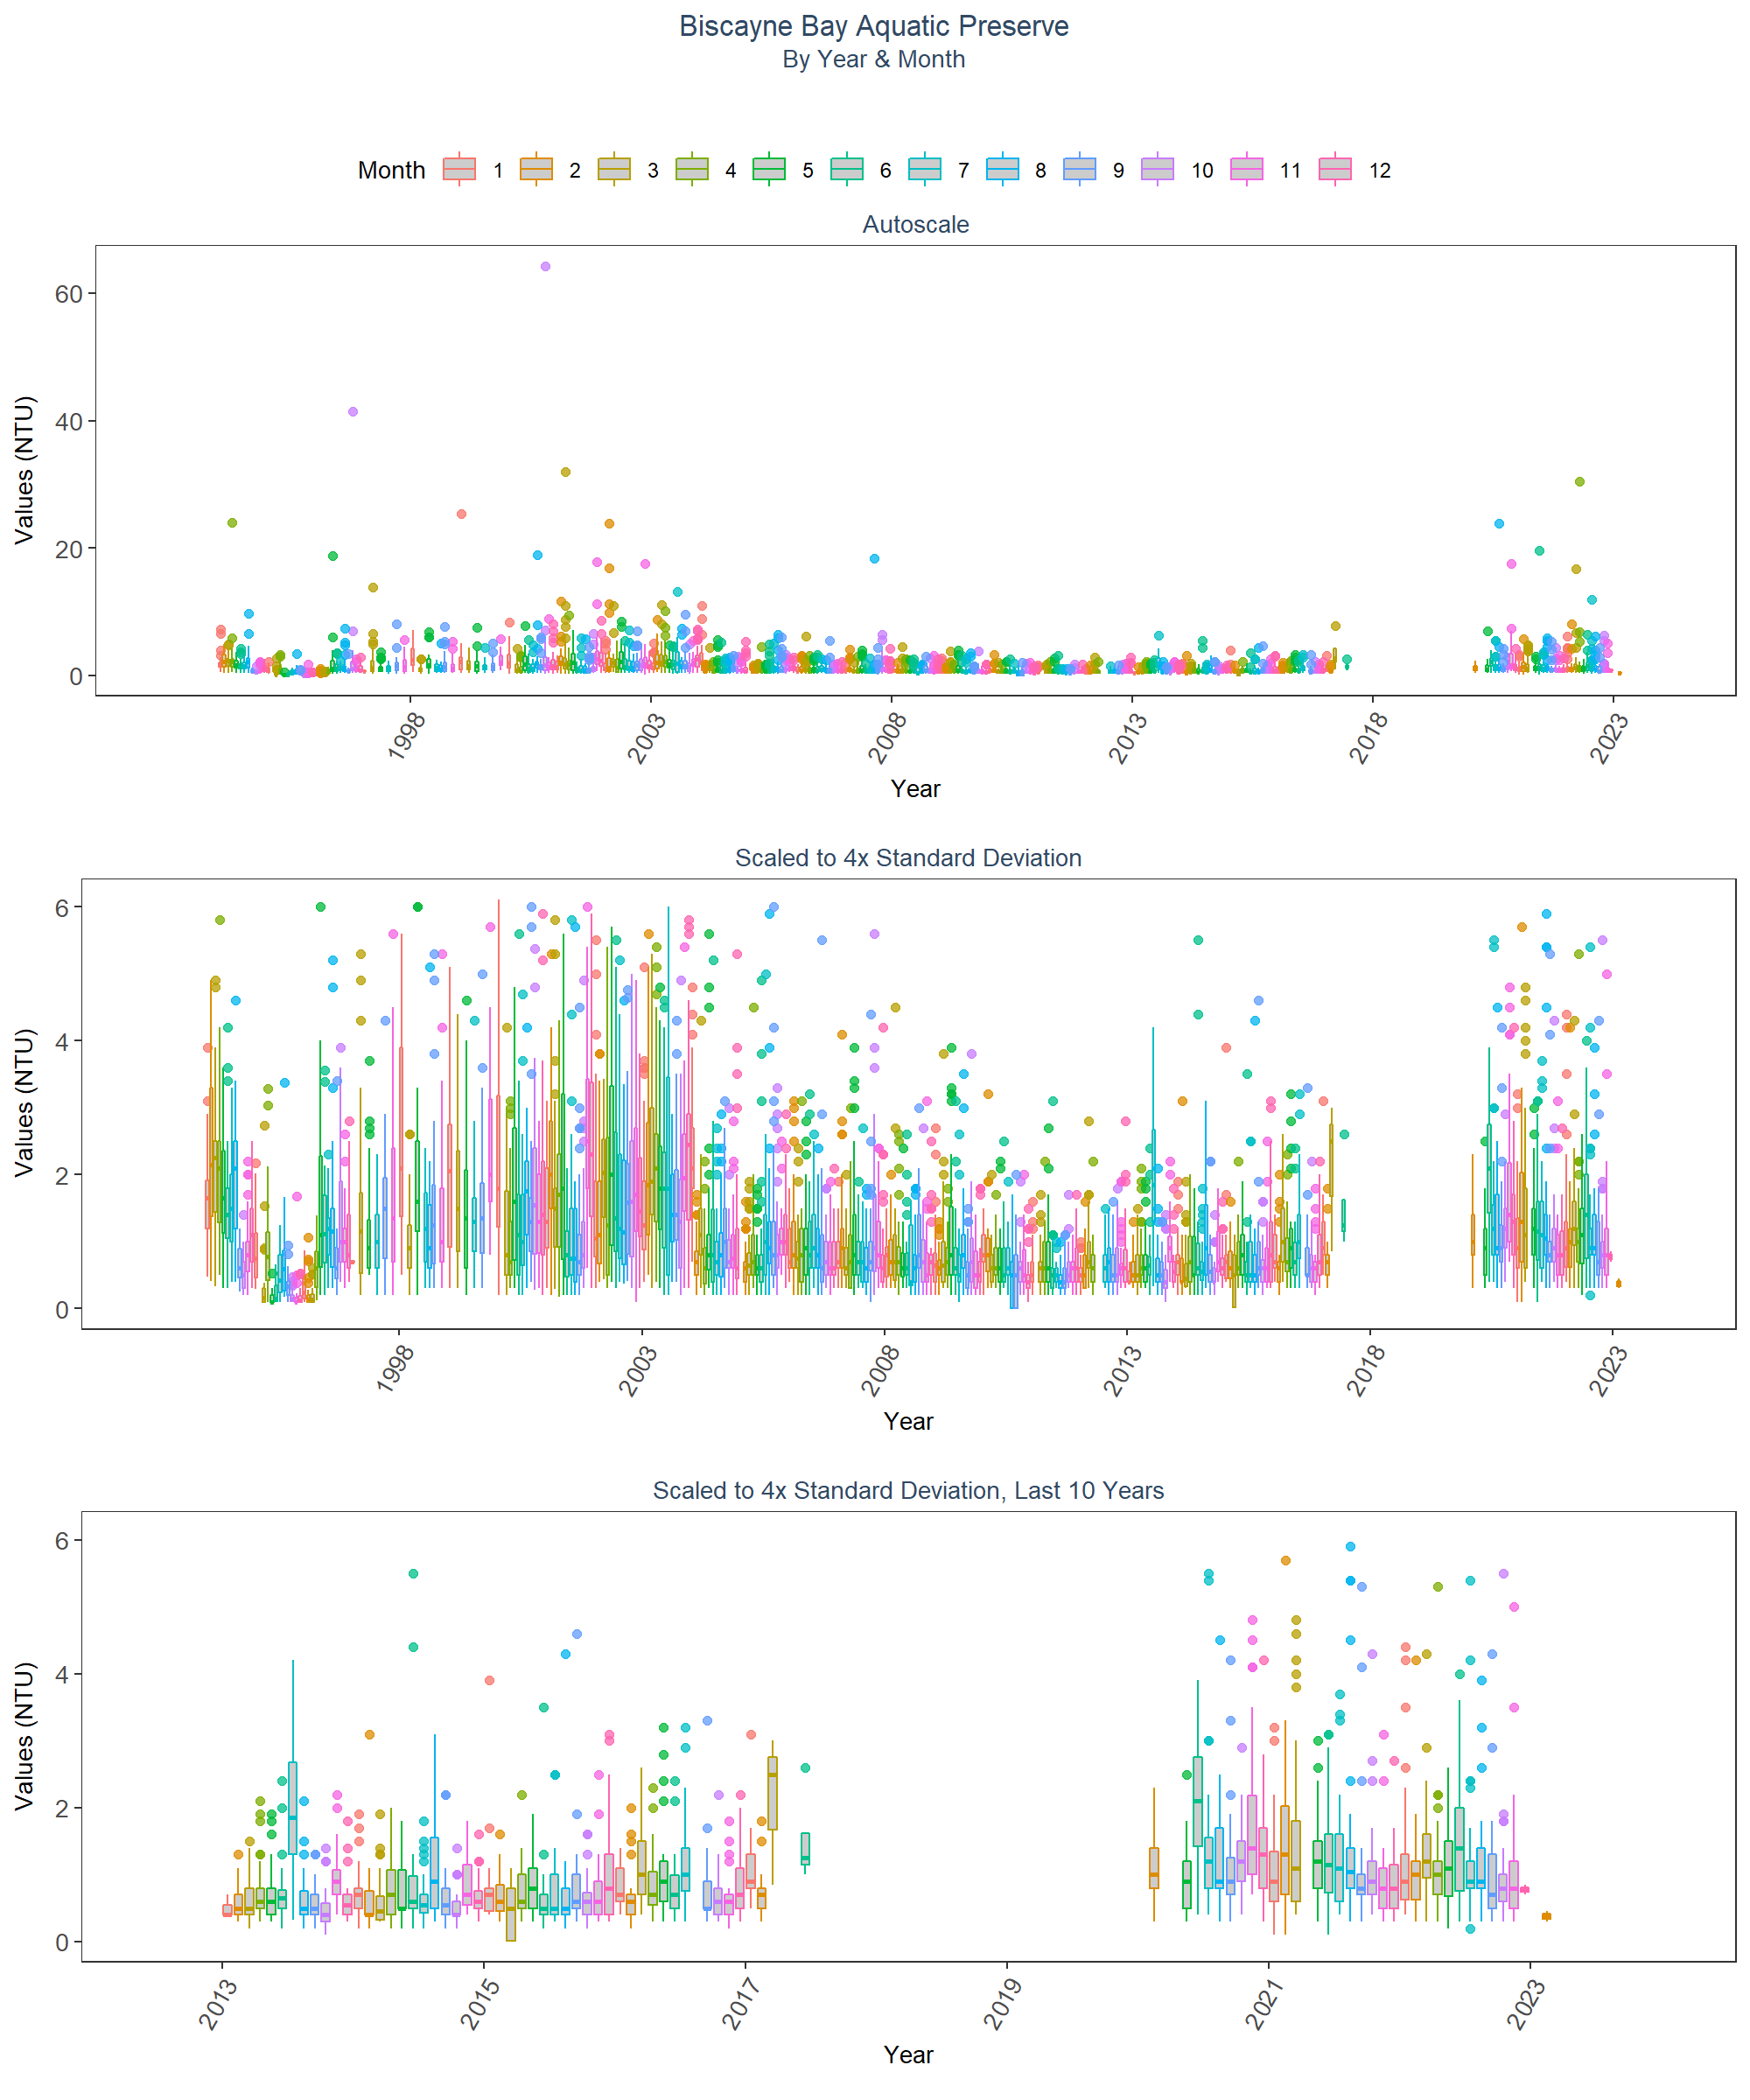 Biscayne Bay Aquatic Preserve
By Year & Month
Month 1 2 3 4 5 6 7 8 9 10 11 12
Autoscale
Values (NTU)
60
40
20
0
1998 2003 2008 2013 2018 2023
Year
Scaled to 4x Standard Deviation
Values (NTU)
6
4
2
0
1998 2003 2008 2013 2018 2023
Year
Scaled to 4x Standard Deviation, Last 10 Years
Values (NTU)
6
4
2
0
2013 2015 2017 2019 2021 2023
Year